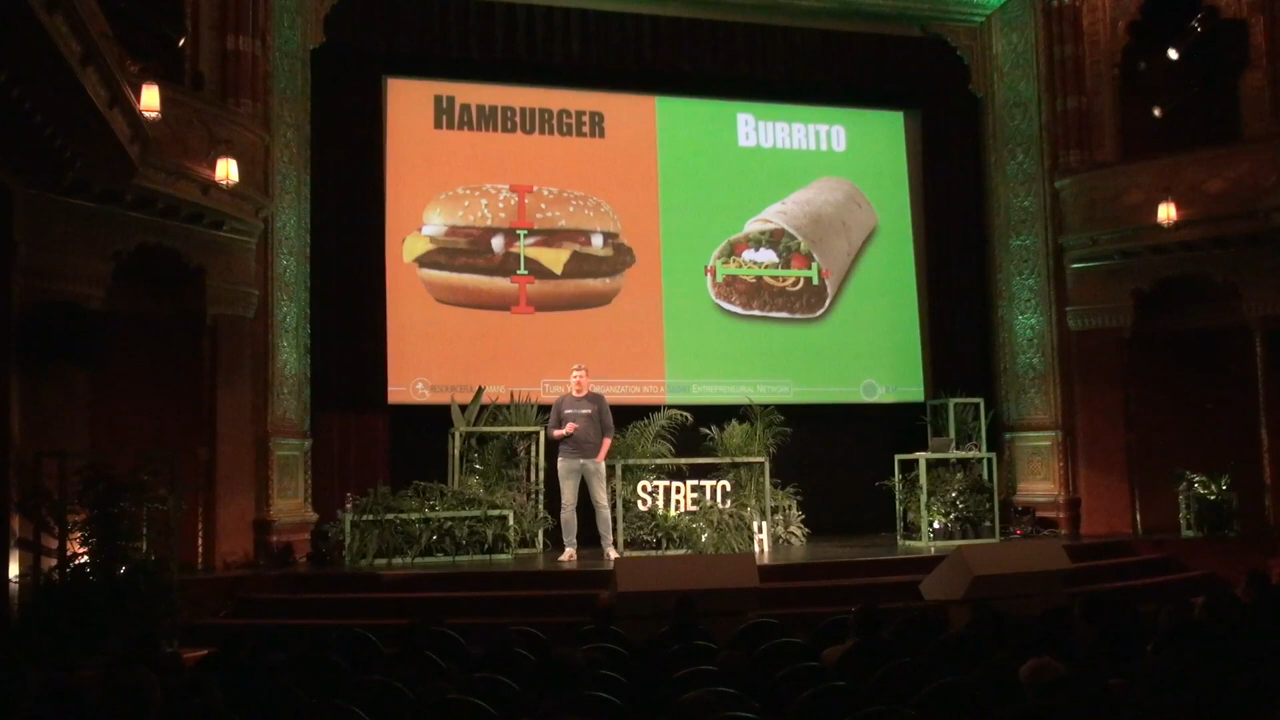 HAMBURGER
BURRITO
TURN YOUR ORGANIZATION INTO A ENTREPRENEURIAL NETWORK
STRETC
H